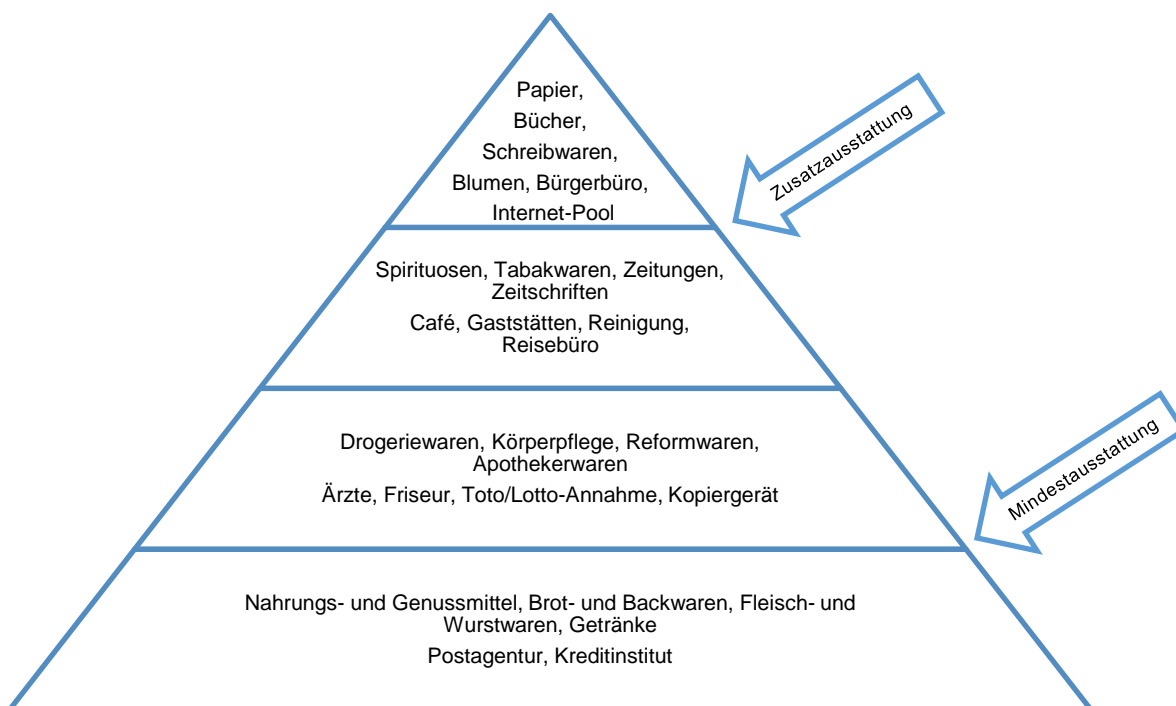 Papier,
Bücher,
Schreibwaren,
Blumen, Bürgerbüro,
Internet-Pool
Zusatzausstattung
Spirituosen, Tabakwaren, Zeitungen,
Zeitschriften
Café, Gaststätten, Reinigung,
Reisebüro
Drogeriewaren, Körperpflege, Reformwaren,
Apothekerwaren
Ärzte, Friseur, Toto/Lotto-Annahme, Kopiergerät
Mindestausstattung
Nahrungs- und Genussmittel, Brot- und Backwaren, Fleisch- und
Wurstwaren, Getränke
Postagentur, Kreditinstitut